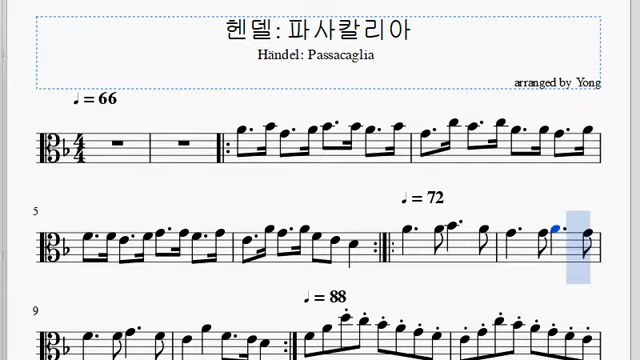 헨델: 파사칼리아
Händel: Passacaglia
arranged by Yong
♩ = 66
4
4
♩ = 72
5
♩ = 88
9